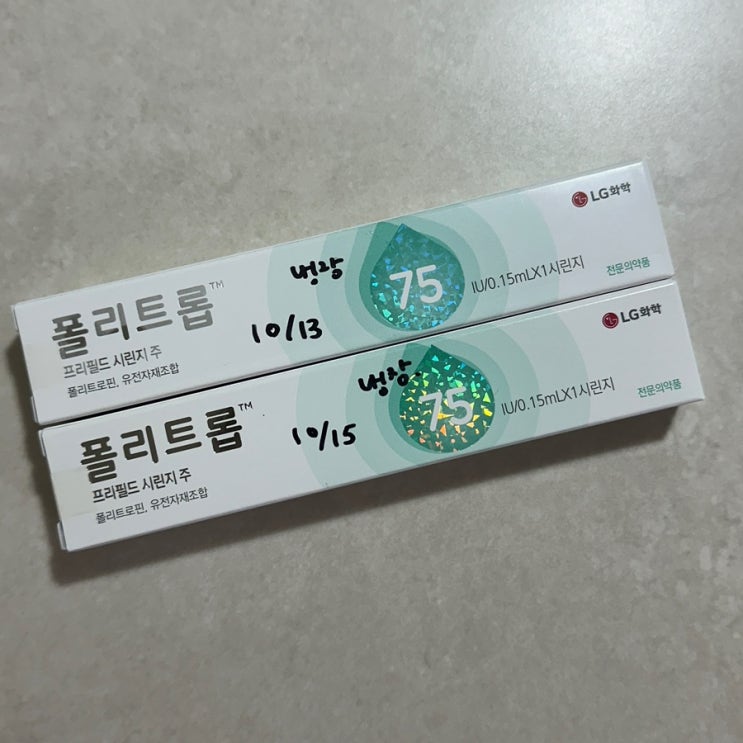 LG화학
냉장
75
IU/0.15mLX1시린지
전문의약품
폴리트롭™
10/13
프리필드 시린지 주
폴리트로핀, 유전자재조합
LG화학
냉장
75
IU/0.15mLX1시린지
전문의약품
폴리트롭™
10/15
프리필드 시린지 주
폴리트로핀, 유전자재조합